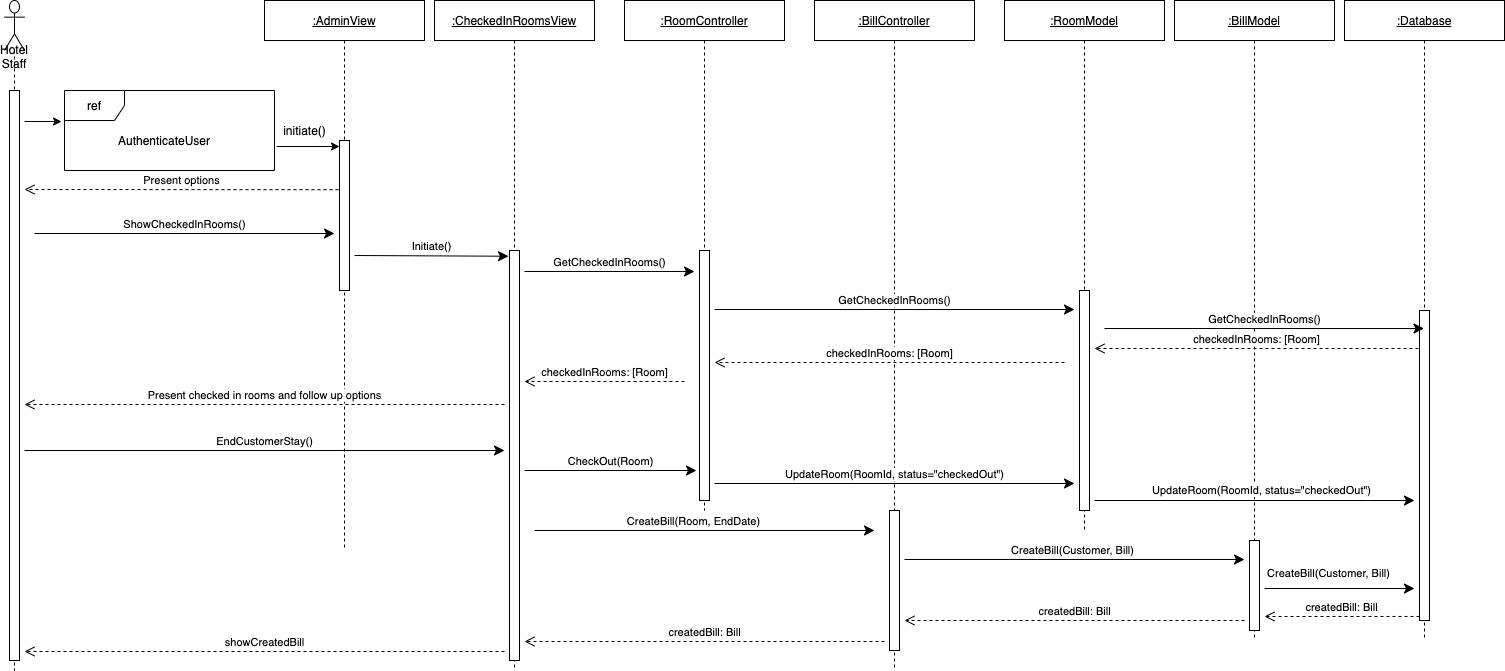 :AdminView
:CheckedInRoomsView
:RoomController
:BillController
:RoomModel
:BillModel
:Database
Hotel
Staff
ref
AuthenticateUser
initiate()
Present options
ShowCheckedInRooms()
Initiate()
GetCheckedInRooms()
GetCheckedInRooms()
GetCheckedInRooms()
checkedInRooms: [Room]
checkedInRooms: [Room]
checkedInRooms: [Room]
Present checked in rooms and follow up options
EndCustomerStay()
CheckOut(Room)
UpdateRoom(RoomId, status="checkedOut")
UpdateRoom(RoomId, status="checkedOut")
CreateBill(Room, EndDate)
CreateBill(Customer, Bill)
CreateBill(Customer, Bill)
createdBill: Bill
createdBill: Bill
createdBill: Bill
showCreatedBill